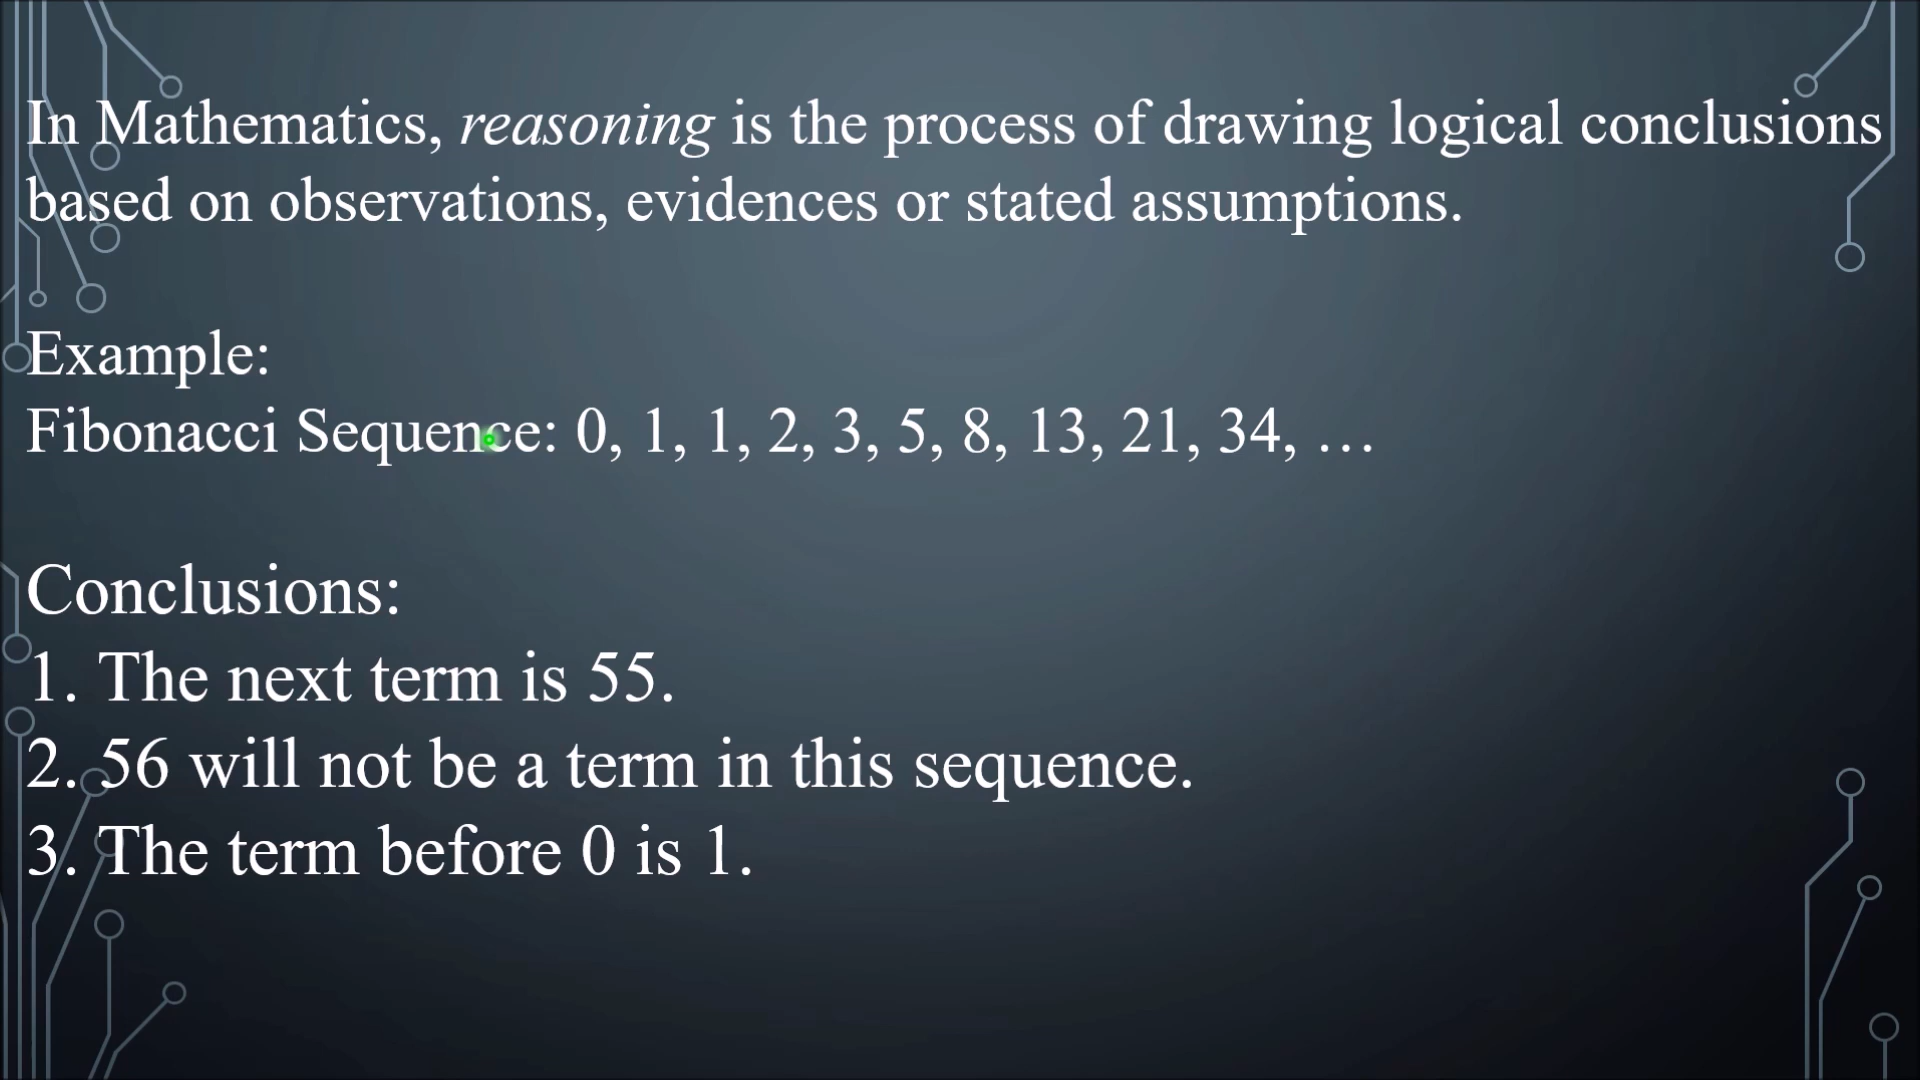 In Mathematics, reasoning is the process of drawing logical conclusions
based on observations, evidences or stated assumptions.
Example:
Fibonacci Sequence: 0, 1, 1, 2, 3, 5, 8, 13, 21, 34, …
Conclusions:
1. The next term is 55.
2. 56 will not be a term in this sequence.
3. The term before 0 is 1.